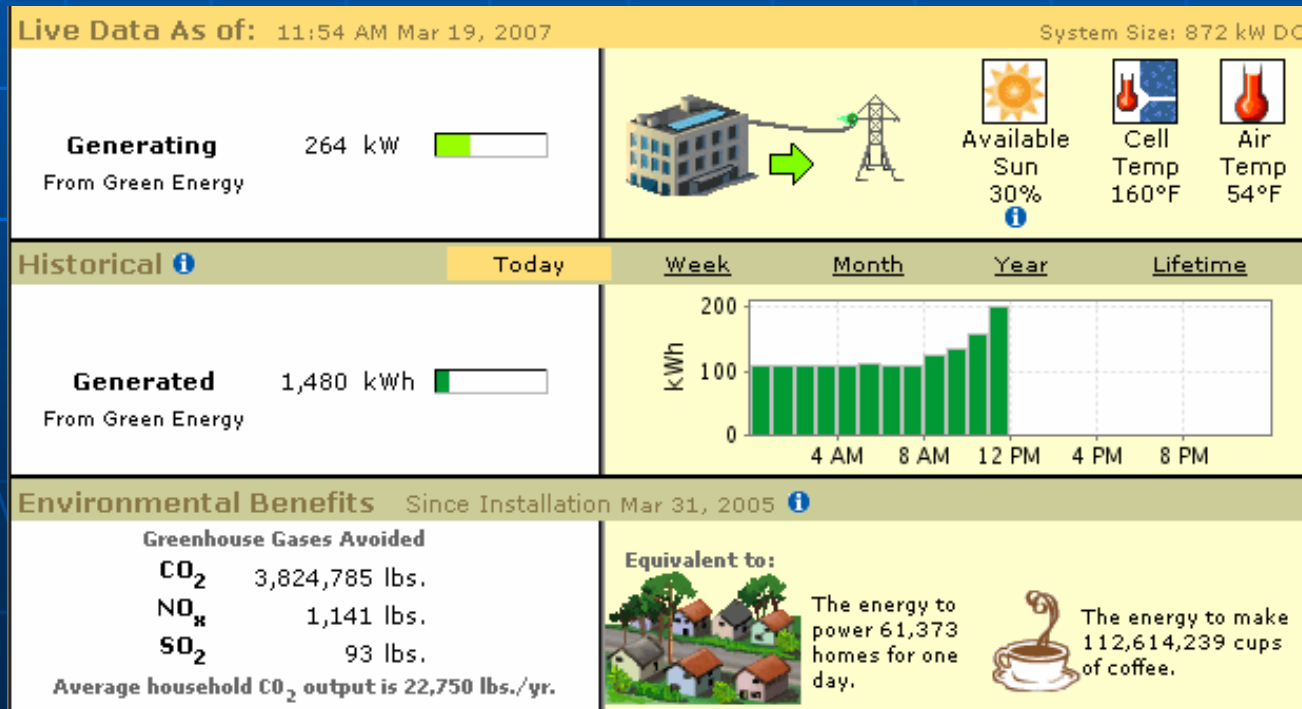 Live Data As of: 11:54 AM Mar 19, 2007
System Size: 872 kW DC
Generating 264 kW
From Green Energy
Available
Sun
30%
Cell
Temp
160°F
Air
Temp
54°F
Historical
Today
Week
Month
Year
Lifetime
Generated 1,480 kWh
From Green Energy
kWh
200
100
0
4 AM 8 AM 12 PM 4 PM 8 PM
Environmental Benefits Since Installation Mar 31, 2005
Greenhouse Gases Avoided
CO2 3,824,785 lbs.
NOx 1,141 lbs.
SO2 93 lbs.
Average household CO2 output is 22,750 lbs./yr.
Equivalent to:
The energy to
power 61,373
homes for one
day.
The energy to make
112,614,239 cups
of coffee.